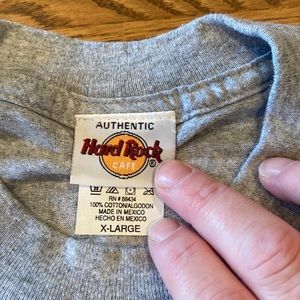 AUTHENTIC
Hard Rock
CAFE
RN # 88434
100% COTTON/ALGODON
MADE IN MEXICO
HECHO EN MEXICO
X-LARGE